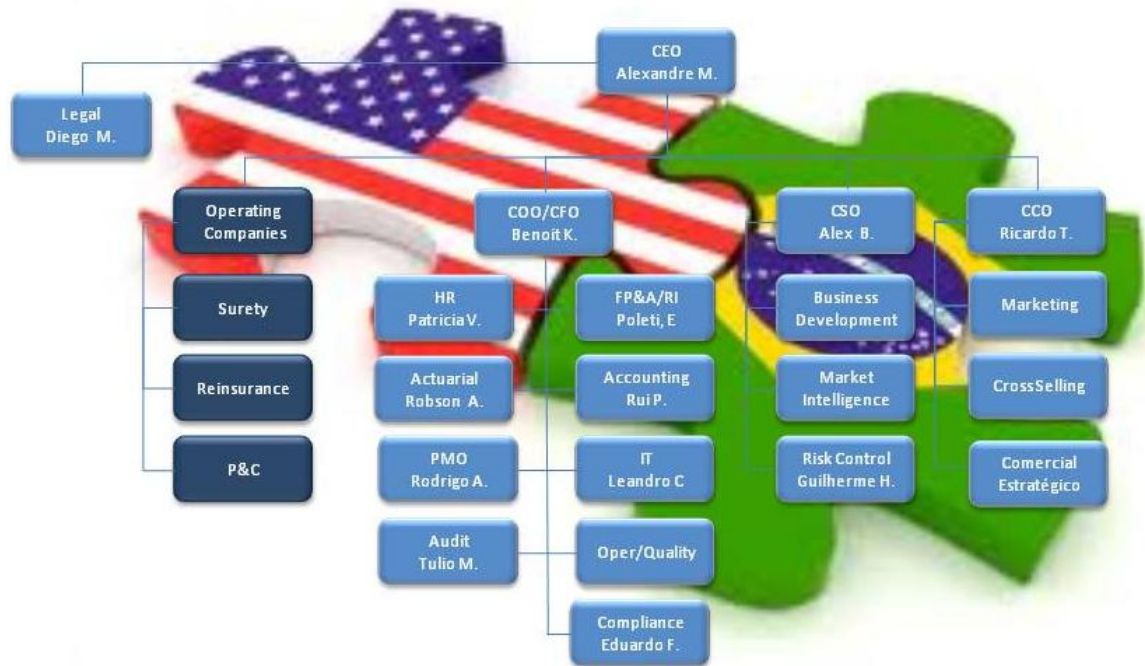 CEO
Alexandre M.
Legal
Diego M.
Operating
Companies
COO/CFO
Benoit K.
CSO
Alex B.
CCO
Ricardo T.
Surety
HR
Patricia V.
FP&A/RI
Poleti, E
Business
Development
Marketing
Reinsurance
Actuarial
Robson A.
Accounting
Rui P.
Market
Intelligence
CrossSelling
P&C
PMO
Rodrigo A.
IT
Leandro C
Risk Control
Guilherme H.
Comercial
Estratégico
Audit
Tulio M.
Oper/Quality
Compliance
Eduardo F.